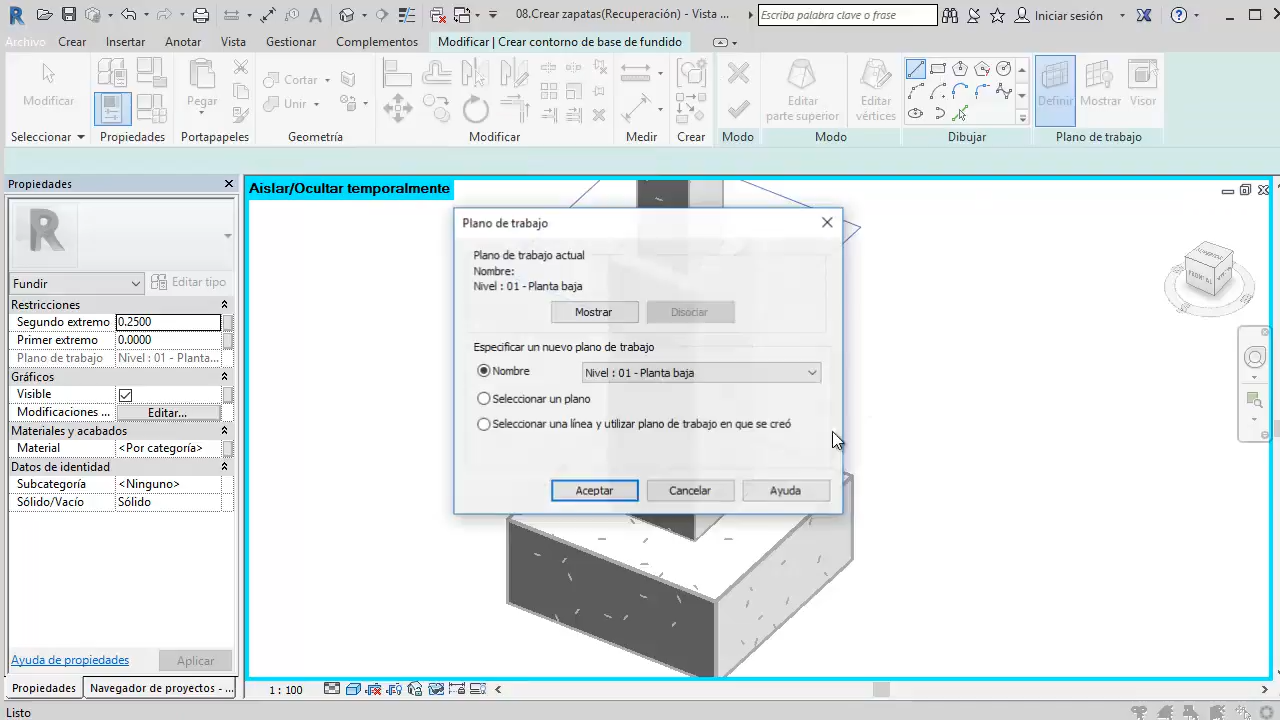 08.Crear zapatas(Recuperación) - Vista ...
Escriba palabra clave o frase
Iniciar sesión
Archivo
Crear
Insertar
Anotar
Vista
Gestionar
Complementos
Modificar | Crear contorno de base de fundido
Modificar
Pegar
Cortar
Unir
Editar
parte superior
Editar
vértices
Definir
Mostrar
Visor
Seleccionar
Propiedades
Portapapeles
Geometría
Modificar
Medir
Crear
Modo
Modo
Dibujar
Plano de trabajo
Propiedades
Fundir
Editar tipo
Restricciones
Segundo extremo 0.2500
Primer extremo 0.0000
Plano de trabajo Nivel : 01 - Planta...
Gráficos
Visible
Modificaciones ... Editar...
Materiales y acabados
Material <Por categoría>
Datos de identidad
Subcategoría <Ninguno>
Sólido/Vacío Sólido
Ayuda de propiedades
Aplicar
Propiedades
Navegador de proyectos - ...
Aislar/Ocultar temporalmente
Plano de trabajo
Plano de trabajo actual
Nombre:
Nivel : 01 - Planta baja
Mostrar
Disociar
Especificar un nuevo plano de trabajo
Nombre
Nivel : 01 - Planta baja
Seleccionar un plano
Seleccionar una línea y utilizar plano de trabajo en que se creó
Aceptar
Cancelar
Ayuda
FRONTAL
1 : 100
Listo